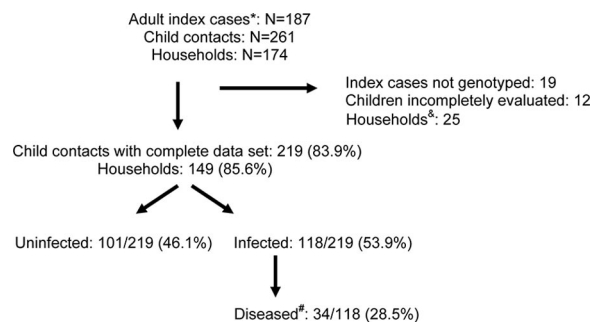 Adult index cases*: N=187
Child contacts: N=261
Households: N=174
Index cases not genotyped: 19
Children incompletely evaluated: 12
Households&: 25
Child contacts with complete data set: 219 (83.9%)
Households: 149 (85.6%)
Uninfected: 101/219 (46.1%)
Infected: 118/219 (53.9%)
Diseased#: 34/118 (28.5%)